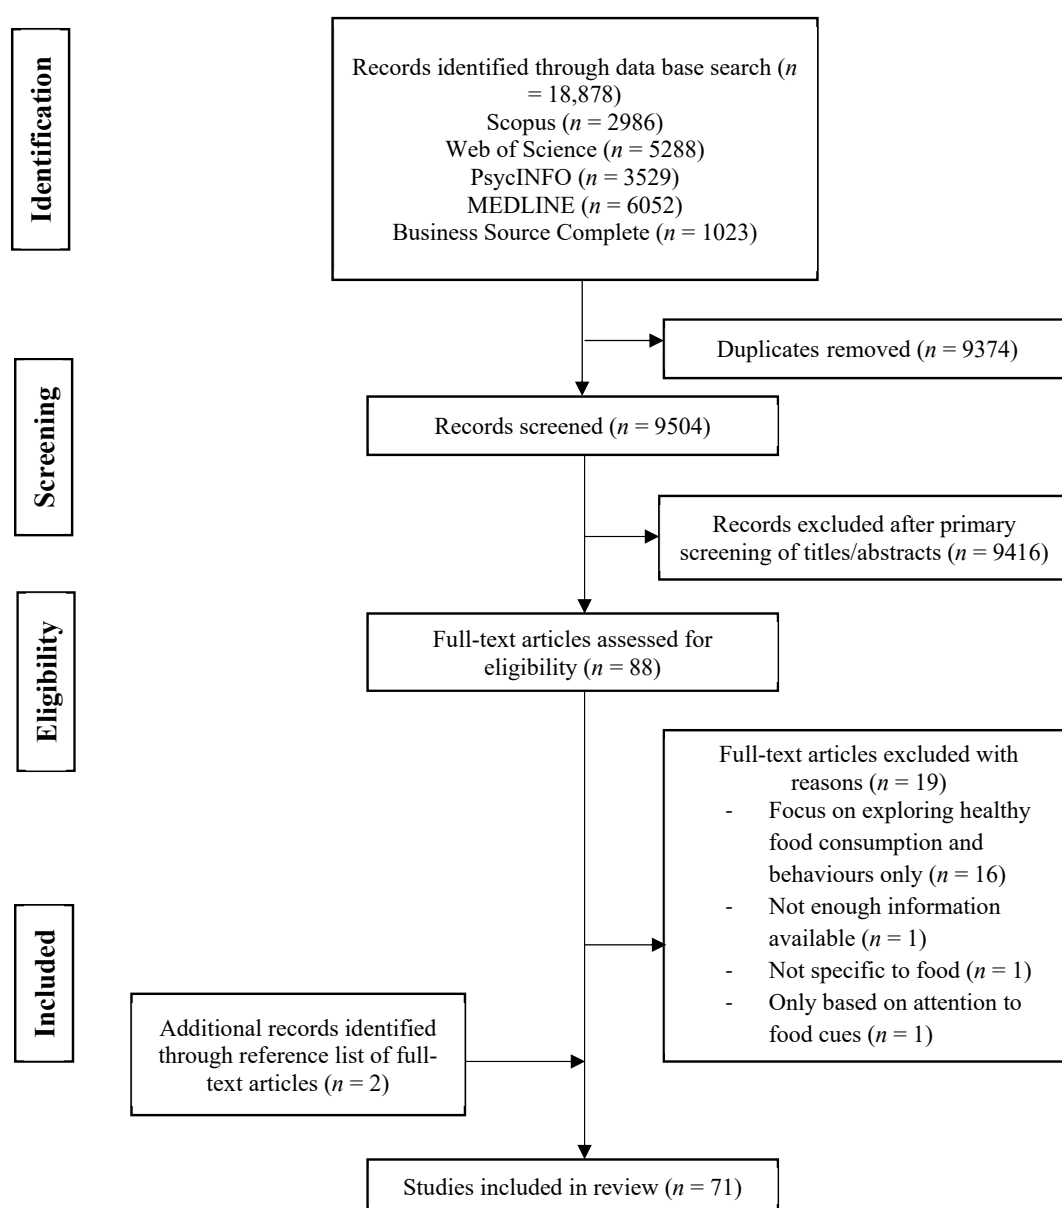 Identification
Records identified through data base search (n
= 18,878)
Scopus (n = 2986)
Web of Science (n = 5288)
PsycINFO (n = 3529)
MEDLINE (n = 6052)
Business Source Complete (n = 1023)
Duplicates removed (n = 9374)
Screening
Records screened (n = 9504)
Records excluded after primary
screening of titles/abstracts (n = 9416)
Eligibility
Full-text articles assessed for
eligibility (n = 88)
Full-text articles excluded with
reasons (n = 19)
- Focus on exploring healthy
food consumption and
behaviours only (n = 16)
- Not enough information
available (n = 1)
- Not specific to food (n = 1)
- Only based on attention to
food cues (n = 1)
Included
Additional records identified
through reference list of full-
text articles (n = 2)
Studies included in review (n = 71)